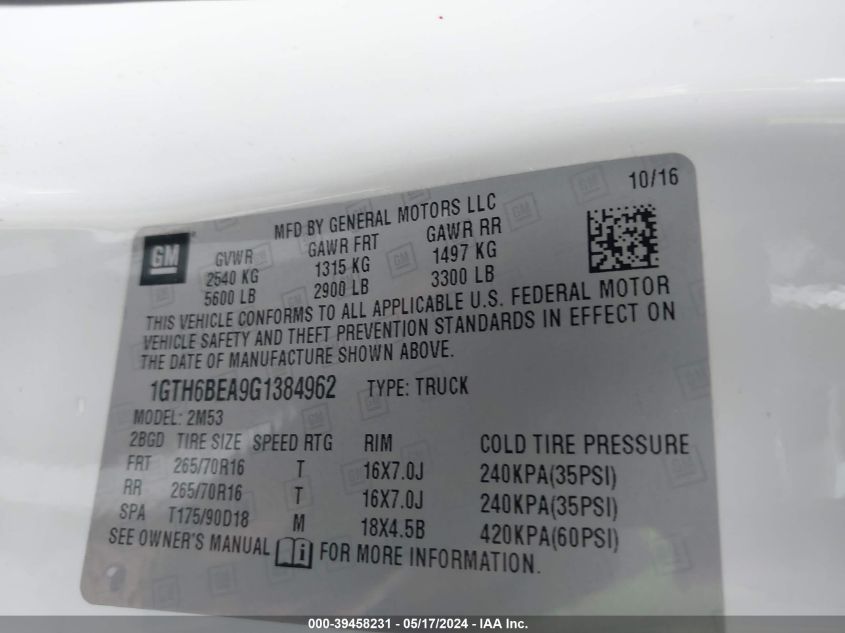 10/16
MFD BY GENERAL MOTORS LLC
GM
GVWR GAWR FRT GAWR RR
2540 KG 1315 KG 1497 KG
5600 LB 2900 LB 3300 LB
THIS VEHICLE CONFORMS TO ALL APPLICABLE U.S. FEDERAL MOTOR
VEHICLE SAFETY AND THEFT PREVENTION STANDARDS IN EFFECT ON
THE DATE OF MANUFACTURE SHOWN ABOVE.
1GTH6BEA9G1384962 TYPE: TRUCK
MODEL: 2M53
2BGD TIRE SIZE SPEED RTG RIM COLD TIRE PRESSURE
FRT 265/70R16 T 16X7.0J 240KPA(35PSI)
RR 265/70R16 T 16X7.0J 240KPA(35PSI)
SPA T175/90D18 M 18X4.5B 420KPA(60PSI)
SEE OWNER'S MANUAL i FOR MORE INFORMATION.
000-39458231 - 05/17/2024 - IAA Inc.